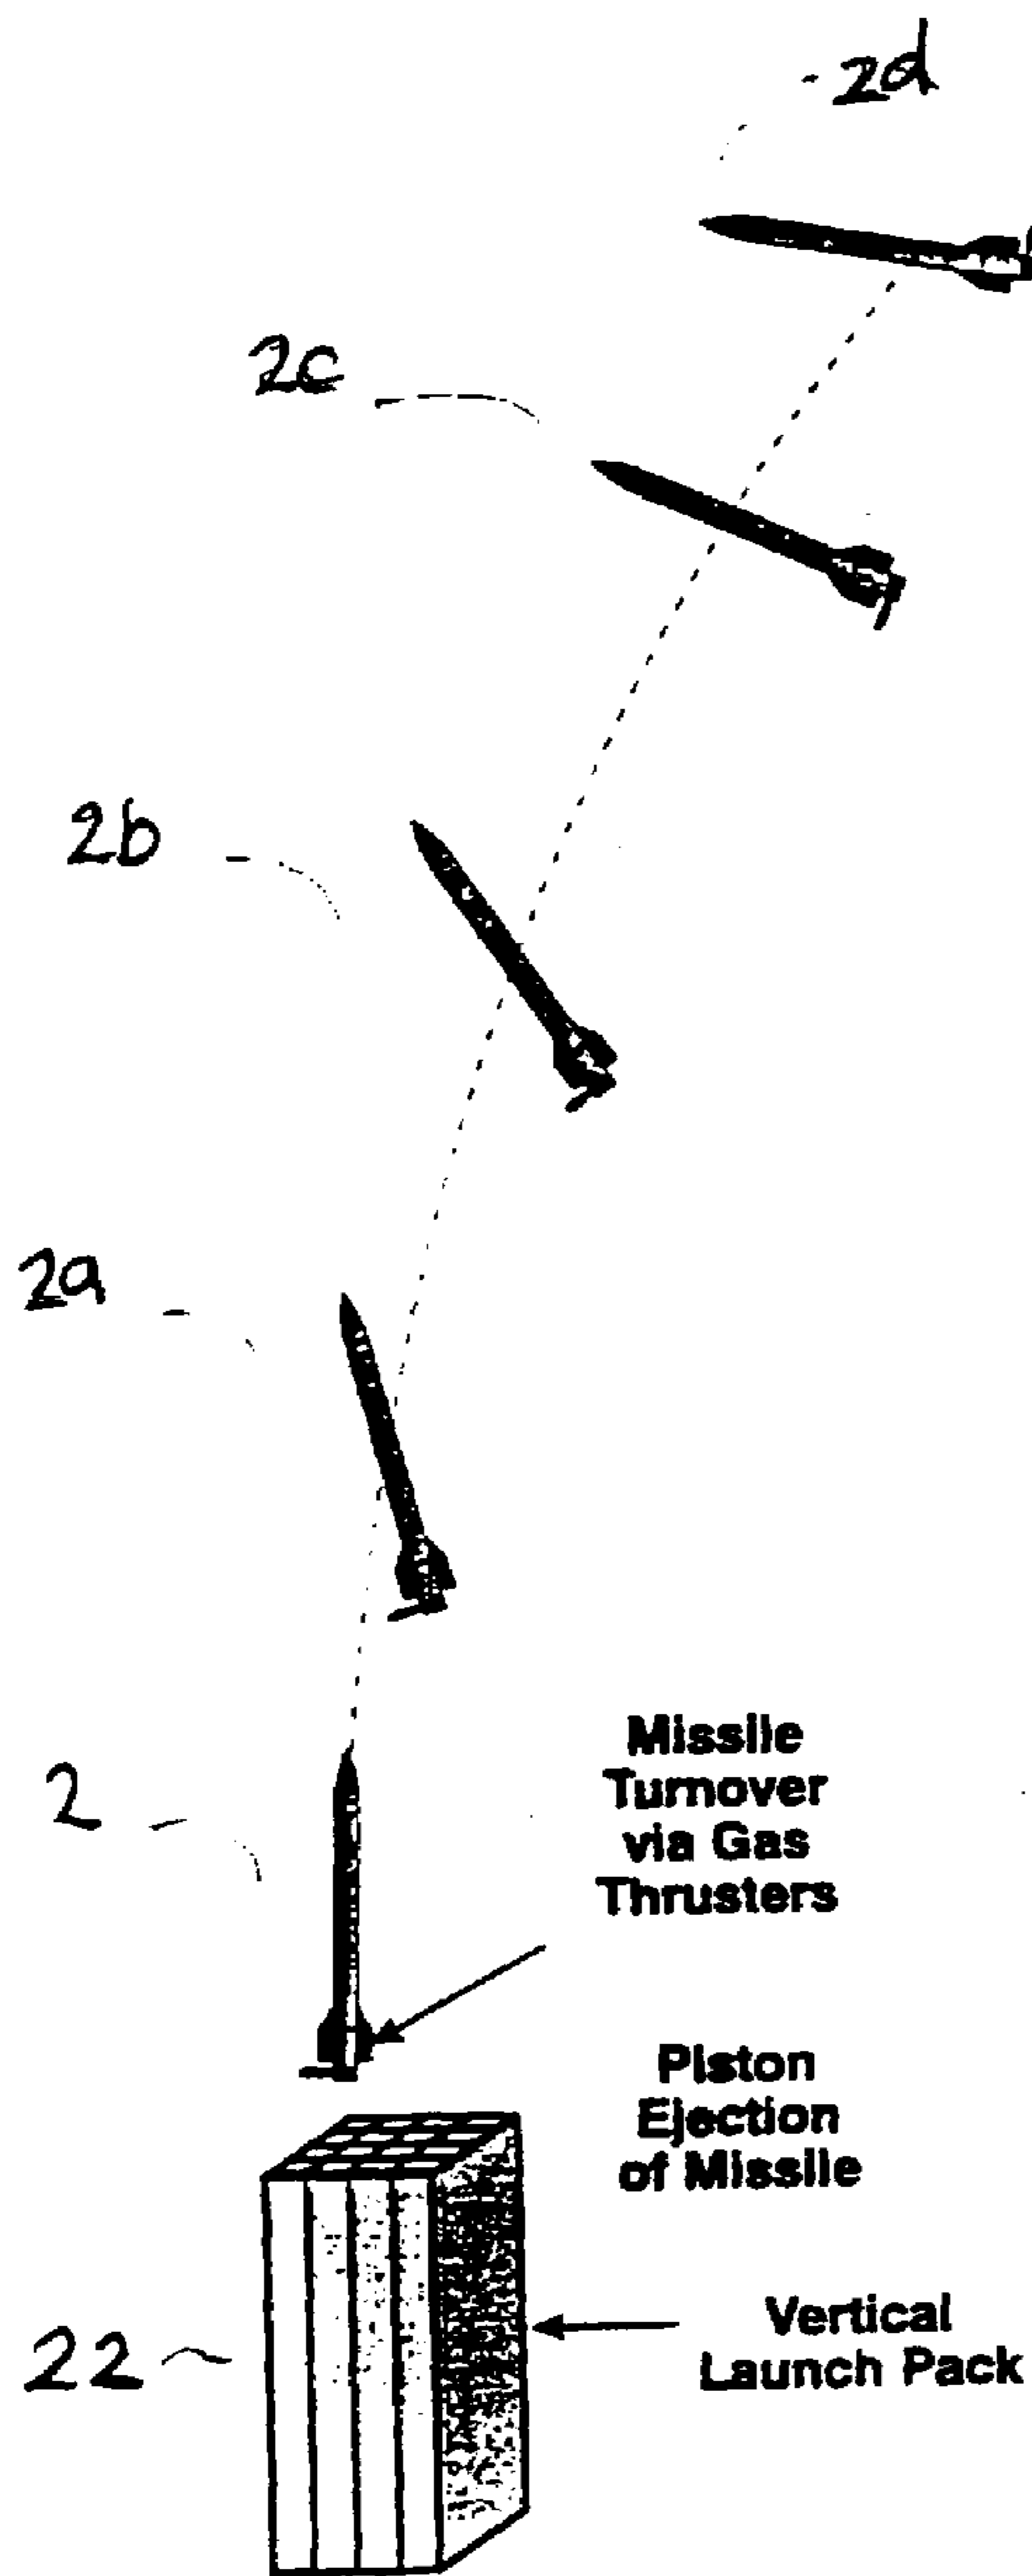 2d
2c
2b
2a
2
Missile
Turnover
via Gas
Thrusters
Piston
Ejection
of Missile
22
Vertical
Launch Pack